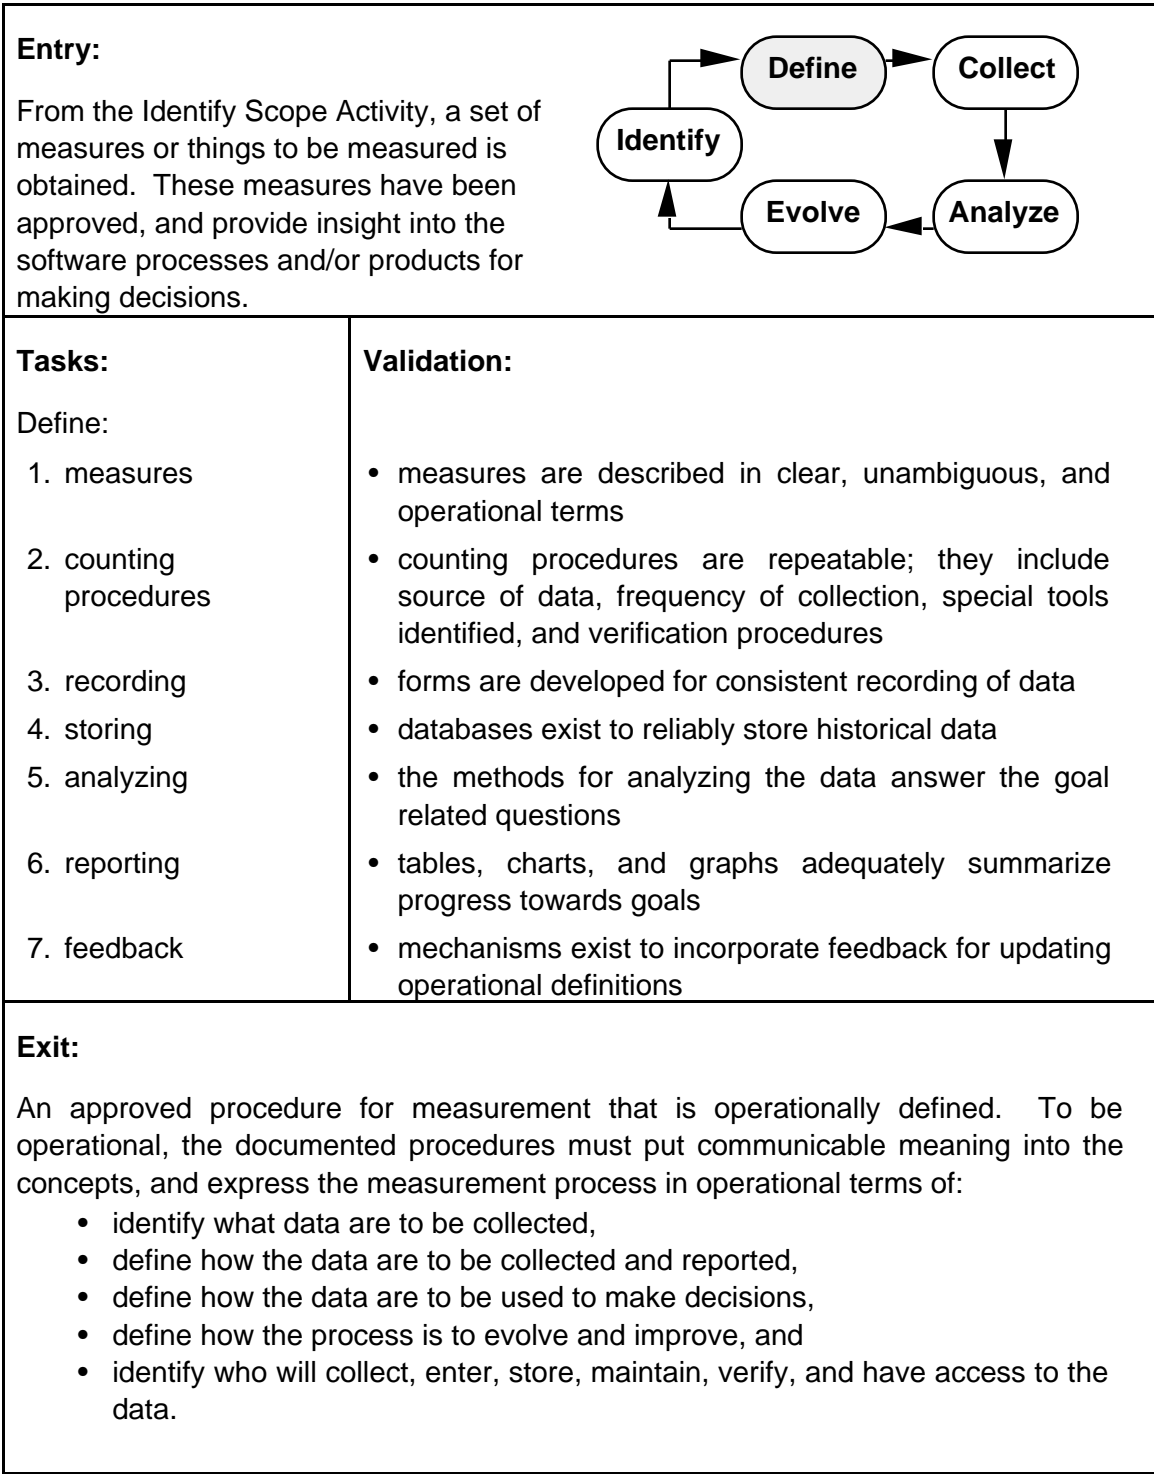 Entry:
From the Identify Scope Activity, a set of
measures or things to be measured is
obtained.  These measures have been
approved, and provide insight into the
software processes and/or products for
making decisions.
Define
Collect
Identify
Evolve
Analyze
Tasks:
Validation:
Define:
1. measures
• measures are described in clear, unambiguous, and
operational terms
2. counting
procedures
• counting procedures are repeatable; they include
source of data, frequency of collection, special tools
identified, and verification procedures
3. recording
• forms are developed for consistent recording of data
4. storing
• databases exist to reliably store historical data
5. analyzing
• the methods for analyzing the data answer the goal
related questions
6. reporting
• tables, charts, and graphs adequately summarize
progress towards goals
7. feedback
• mechanisms exist to incorporate feedback for updating
operational definitions
Exit:
An approved procedure for measurement that is operationally defined.  To be
operational, the documented procedures must put communicable meaning into the
concepts, and express the measurement process in operational terms of:
• identify what data are to be collected,
• define how the data are to be collected and reported,
• define how the data are to be used to make decisions,
• define how the process is to evolve and improve, and
• identify who will collect, enter, store, maintain, verify, and have access to the
data.